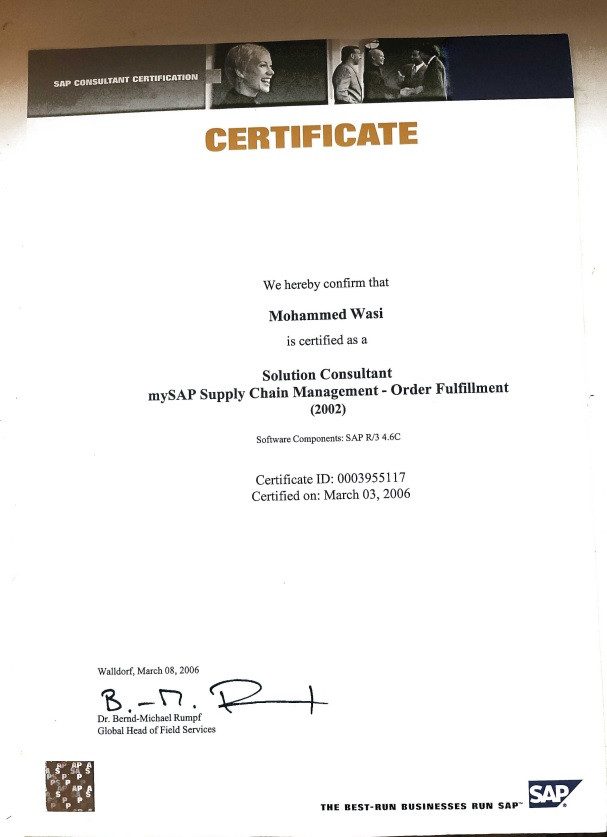 SAP CONSULTANT CERTIFICATION
CERTIFICATE
We hereby confirm that
Mohammed Wasi
is certified as a
Solution Consultant
mySAP Supply Chain Management - Order Fulfillment
(2002)
Software Components: SAP R/3 4.6C
Certificate ID: 0003955117
Certified on: March 03, 2006
Walldorf, March 08, 2006
B.-M. R
Dr. Bernd-Michael Rumpf
Global Head of Field Services
THE BEST-RUN BUSINESSES RUN SAP™
SAP®